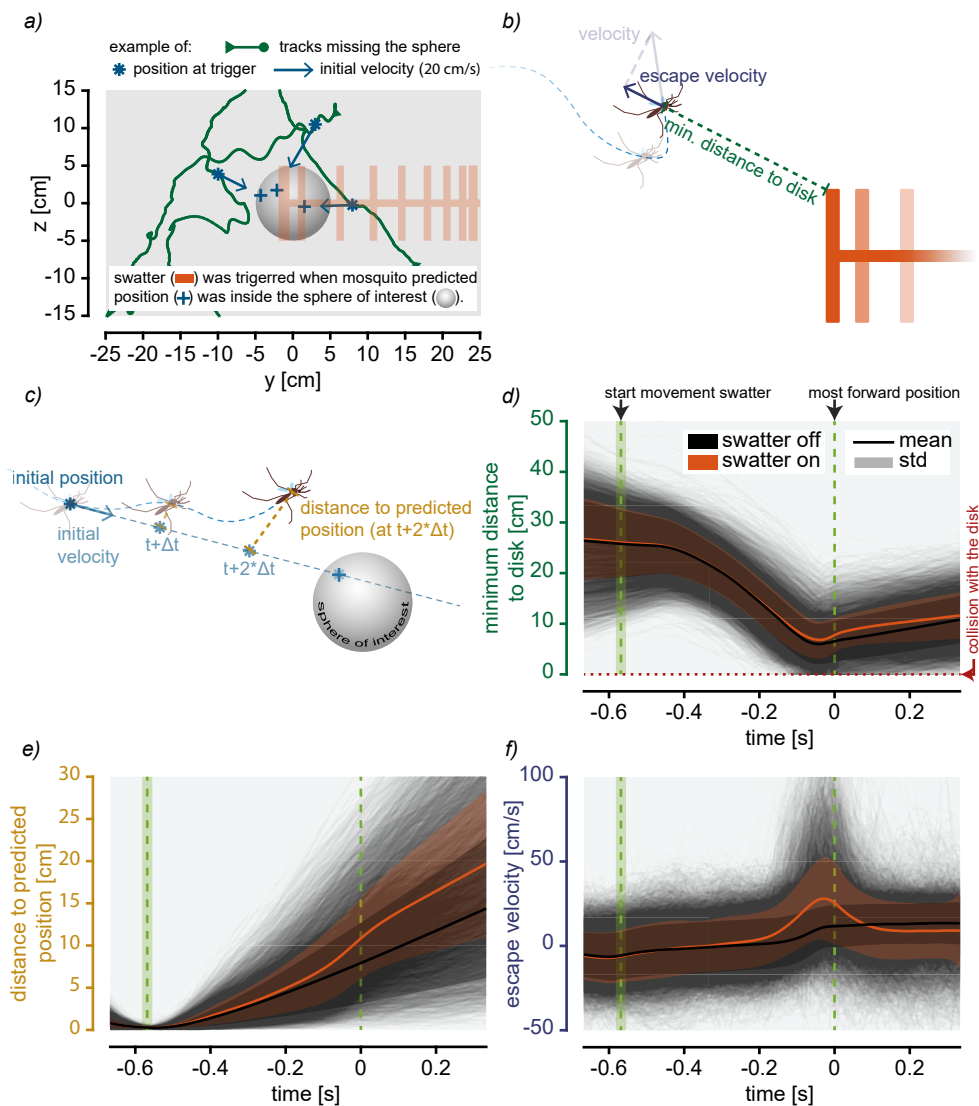 a)
example of:
tracks missing the sphere
position at trigger
initial velocity (20 cm/s)
15
10
5
0
-5
-10
-15
z [cm]
swatter ( ) was trigerred when mosquito predicted
position ( ) was inside the sphere of interest ( ).
-25 -20 -15 -10 -5 0 5 10 15 20 25
y [cm]
b)
velocity
escape velocity
min. distance to disk
c)
initial position
initial
velocity
t+Δt
t+2*Δt
distance to predicted
position (at t+2*Δt)
sphere of interest
d)
start movement swatter
most forward position
swatter off
swatter on
mean
std
50
40
30
20
10
0
minimum distance
to disk [cm]
collision with the disk
-0.6 -0.4 -0.2 0 0.2
time [s]
e)
30
25
20
15
10
5
0
distance to predicted
position [cm]
-0.6 -0.4 -0.2 0 0.2
time [s]
f)
100
50
0
-50
escape velocity [cm/s]
-0.6 -0.4 -0.2 0 0.2
time [s]